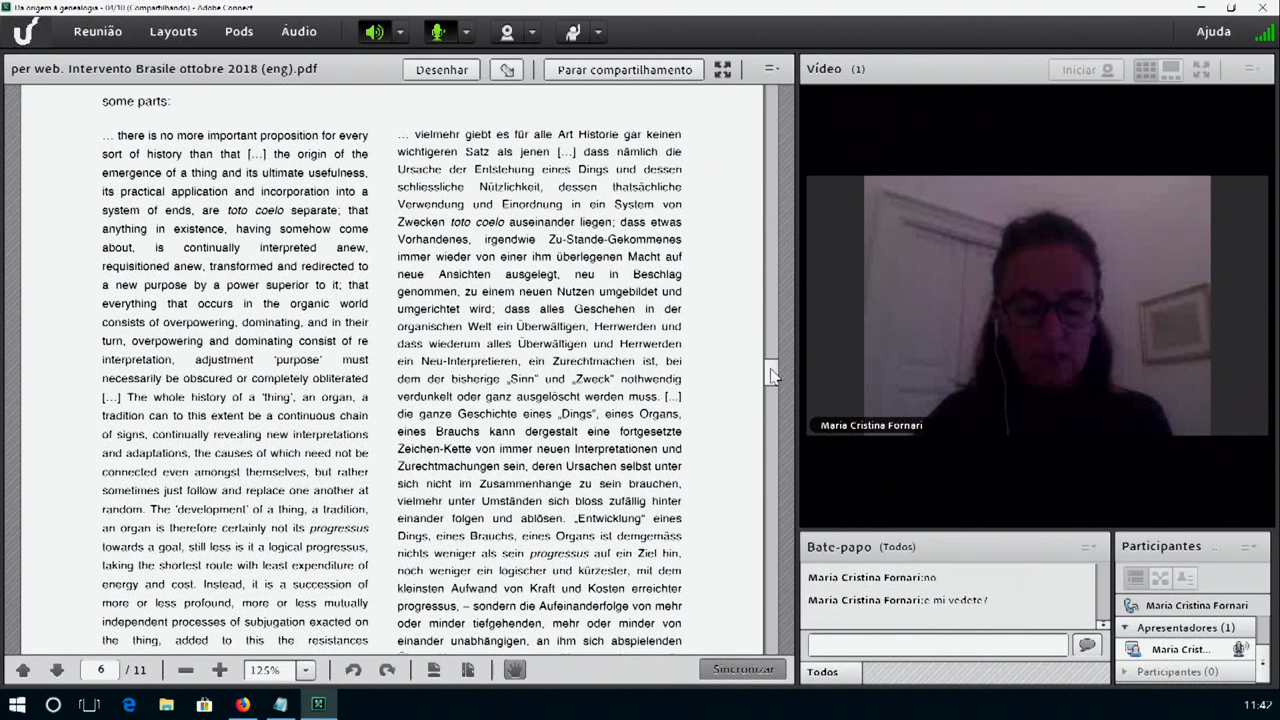 Da origem à genealogia - 04/10 (Compartilhando) - Adobe Connect
Reunião Layouts Pods Áudio Ajuda
per web. Intervento Brasile ottobre 2018 (eng).pdf
Desenhar
Parar compartilhamento
some parts:
… there is no more important proposition for every
sort of history than that […] the origin of the
emergence of a thing and its ultimate usefulness,
its practical application and incorporation into a
system of ends, are toto coelo separate; that
anything in existence, having somehow come
about, is continually interpreted anew,
requisitioned anew, transformed and redirected to
a new purpose by a power superior to it; that
everything that occurs in the organic world
consists of overpowering, dominating, and in their
turn, overpowering and dominating consist of re
interpretation, adjustment 'purpose' must
necessarily be obscured or completely obliterated
[…] The whole history of a 'thing', an organ, a
tradition can to this extent be a continuous chain
of signs, continually revealing new interpretations
and adaptations, the causes of which need not be
connected even amongst themselves, but rather
sometimes just follow and replace one another at
random. The 'development' of a thing, a tradition,
an organ is therefore certainly not its progressus
towards a goal, still less is it a logical progressus,
taking the shortest route with least expenditure of
energy and cost. Instead, it is a succession of
more or less profound, more or less mutually
independent processes of subjugation exacted on
the thing, added to this the resistances
… vielmehr giebt es für alle Art Historie gar keinen
wichtigeren Satz als jenen […] dass nämlich die
Ursache der Entstehung eines Dings und dessen
schliessliche Nützlichkeit, dessen thatsächliche
Verwendung und Einordnung in ein System von
Zwecken toto coelo auseinander liegen; dass etwas
Vorhandenes, irgendwie Zu-Stande-Gekommenes
immer wieder von einer ihm überlegenen Macht auf
neue Ansichten ausgelegt, neu in Beschlag
genommen, zu einem neuen Nutzen umgebildet und
umgerichtet wird; dass alles Geschehen in der
organischen Welt ein Überwältigen, Herrwerden und
dass wiederum alles Überwältigen und Herrwerden
ein Neu-Interpretieren, ein Zurechtmachen ist, bei
dem der bisherige „Sinn" und „Zweck" nothwendig
verdunkelt oder ganz ausgelöscht werden muss. […]
die ganze Geschichte eines „Dings", eines Organs,
eines Brauchs kann dergestalt eine fortgesetzte
Zeichen-Kette von immer neuen Interpretationen und
Zurechtmachungen sein, deren Ursachen selbst unter
sich nicht im Zusammenhange zu sein brauchen,
vielmehr unter Umständen sich bloss zufällig hinter
einander folgen und ablösen. „Entwicklung" eines
Dings, eines Brauchs, eines Organs ist demgemäss
nichts weniger als sein progressus auf ein Ziel hin,
noch weniger ein logischer und kürzester, mit dem
kleinsten Aufwand von Kraft und Kosten erreichter
progressus, – sondern die Aufeinanderfolge von mehr
oder minder tiefgehenden, mehr oder minder von
einander unabhängigen, an ihm sich abspielenden
6 / 11
125%
Sincronizar
Vídeo (1)
Iniciar
Maria Cristina Fornari
Bate-papo (Todos)
Maria Cristina Fornari:no
Maria Cristina Fornari:e mi vedete?
Todos
Participantes ...
Maria Cristina Fornari
Apresentadores (1)
Maria Crist...
Participantes (0)
11:42